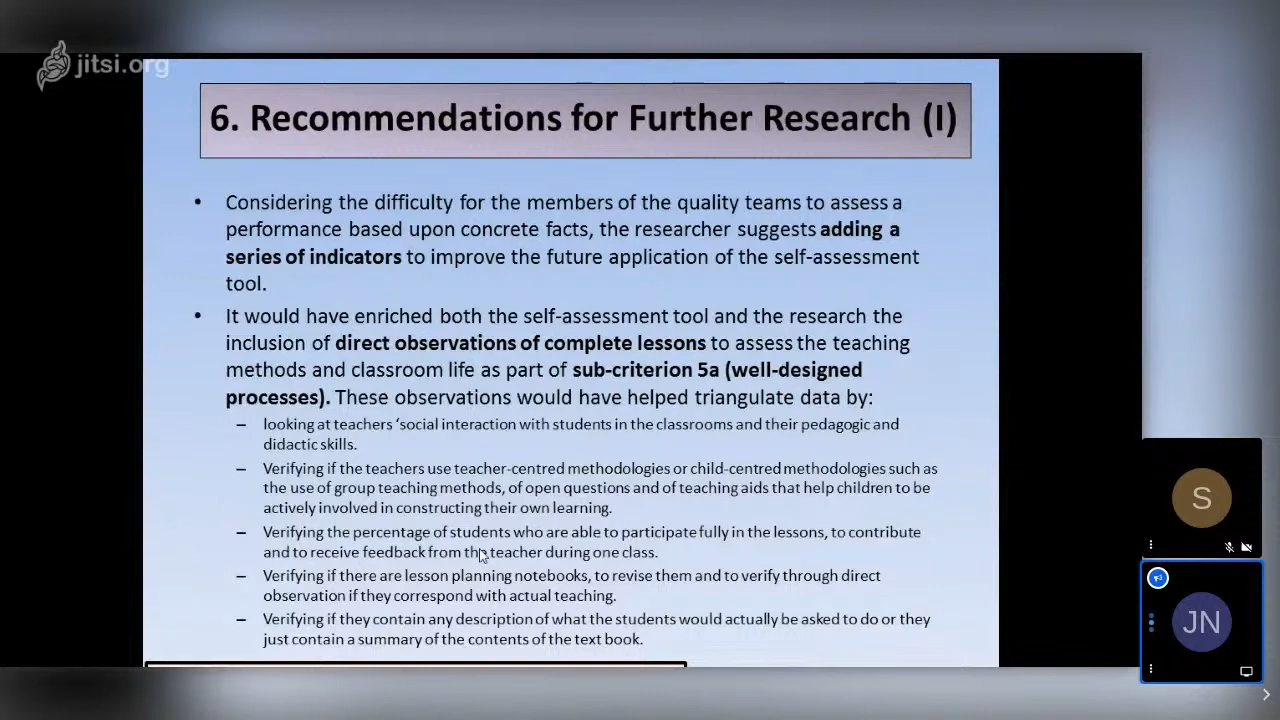 jitsi.org
6. Recommendations for Further Research (I)
• Considering the difficulty for the members of the quality teams to assess a
performance based upon concrete facts, the researcher suggests adding a
series of indicators to improve the future application of the self-assessment
tool.
• It would have enriched both the self-assessment tool and the research the
inclusion of direct observations of complete lessons to assess the teaching
methods and classroom life as part of sub-criterion 5a (well-designed
processes). These observations would have helped triangulate data by:
– looking at teachers ‘social interaction with students in the classrooms and their pedagogic and
didactic skills.
– Verifying if the teachers use teacher-centred methodologies or child-centred methodologies such as
the use of group teaching methods, of open questions and of teaching aids that help children to be
actively involved in constructing their own learning.
– Verifying the percentage of students who are able to participate fully in the lessons, to contribute
and to receive feedback from the teacher during one class.
– Verifying if there are lesson planning notebooks, to revise them and to verify through direct
observation if they correspond with actual teaching.
– Verifying if they contain any description of what the students would actually be asked to do or they
just contain a summary of the contents of the text book.
S
JN